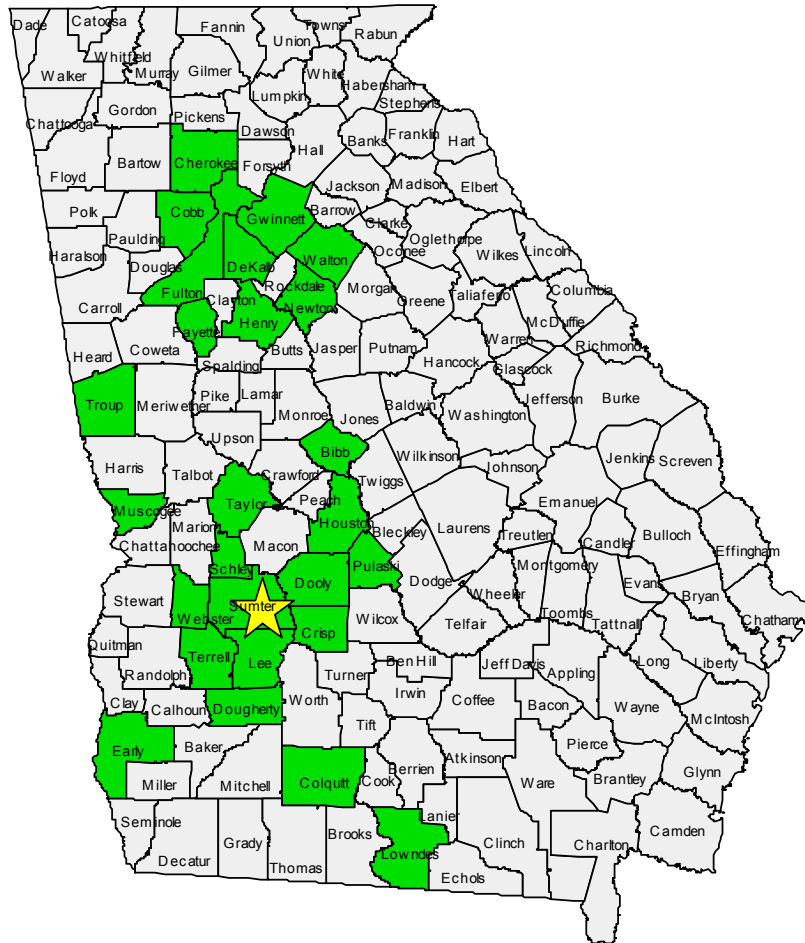 Dade
Catoosa
Fannin
Towns
Rabun
Union
Whitfield
Walker
Murray
Gilmer
White
Habersham
Lumpkin
Stephens
Chattooga
Gordon
Pickens
Dawson
Banks
Franklin
Hart
Hall
Bartow
Cherokee
Forsyth
Floyd
Jackson
Madison
Elbert
Polk
Cobb
Gwinnett
Barrow
Clarke
Paulding
Oglethorpe
Oconee
Wilkes
Lincoln
Haralson
Douglas
DeKalb
Walton
Rockdale
Morgan
Greene
Taliaferro
Columbia
Fulton
Clayton
Newton
Carroll
McDuffie
Fayette
Henry
Warren
Richmond
Heard
Coweta
Butts
Jasper
Putnam
Hancock
Spalding
Glascock
Troup
Meriwether
Pike
Lamar
Baldwin
Jefferson
Burke
Monroe
Jones
Washington
Upson
Harris
Talbot
Bibb
Wilkinson
Jenkins
Screven
Crawford
Twiggs
Johnson
Muscogee
Taylor
Peach
Emanuel
Marion
Houston
Laurens
Chattahoochee
Macon
Bleckley
Treutlen
Candler
Bulloch
Effingham
Schley
Pulaski
Dooly
Dodge
Montgomery
Wheeler
Evans
Bryan
Stewart
Sumter
Webster
Wilcox
Toombs
Chatham
Crisp
Telfair
Tattnall
Quitman
Terrell
Lee
Ben Hill
Jeff Davis
Long
Liberty
Randolph
Turner
Appling
Irwin
Clay
Calhoun
Dougherty
Worth
Coffee
Bacon
Wayne
McIntosh
Tift
Early
Baker
Pierce
Berrien
Atkinson
Miller
Mitchell
Colquitt
Cook
Ware
Brantley
Glynn
Seminole
Lanier
Brooks
Clinch
Charlton
Camden
Grady
Decatur
Thomas
Lowndes
Echols